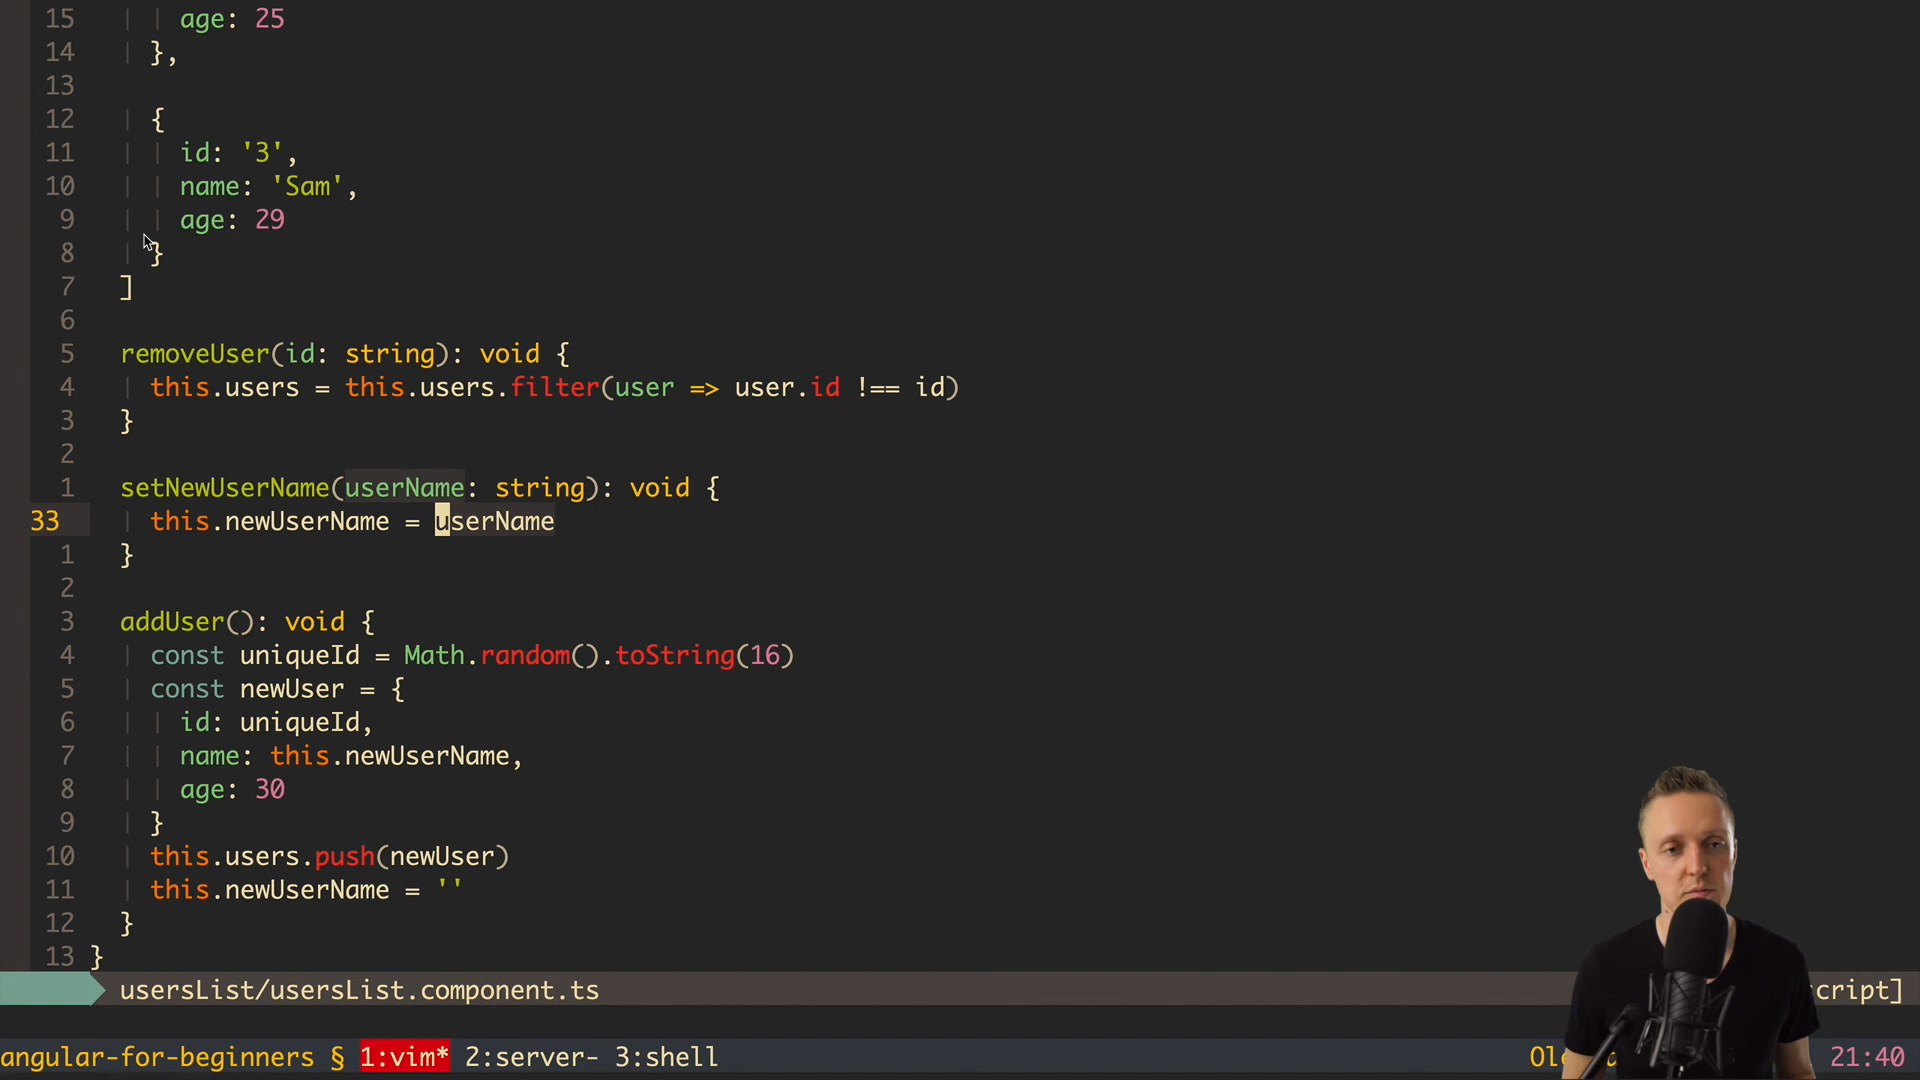 15 age: 25
14 },
13
12 {
11 id: '3',
10 name: 'Sam',
9 age: 29
8 }
7 ]
6
5 removeUser(id: string): void {
4 this.users = this.users.filter(user => user.id !== id)
3 }
2
1 setNewUserName(userName: string): void {
33 this.newUserName = userName
1 }
2
3 addUser(): void {
4 const uniqueId = Math.random().toString(16)
5 const newUser = {
6 id: uniqueId,
7 name: this.newUserName,
8 age: 30
9 }
10 this.users.push(newUser)
11 this.newUserName = ''
12 }
13 }
usersList/usersList.component.ts cript]
angular-for-beginners § 1:vim* 2:server- 3:shell 21:40